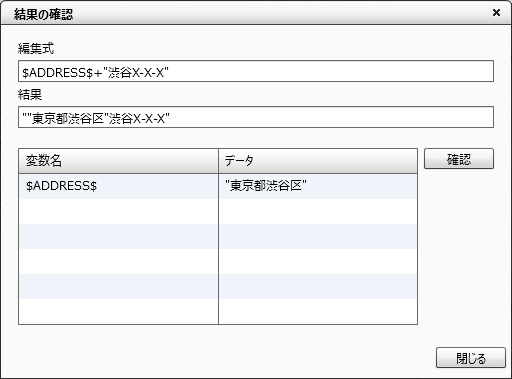 結果の確認
編集式
$ADDRESS$+"渋谷X-X-X"
結果
""東京都渋谷区"渋谷X-X-X"
変数名 データ 確認
$ADDRESS$ "東京都渋谷区"
閉じる